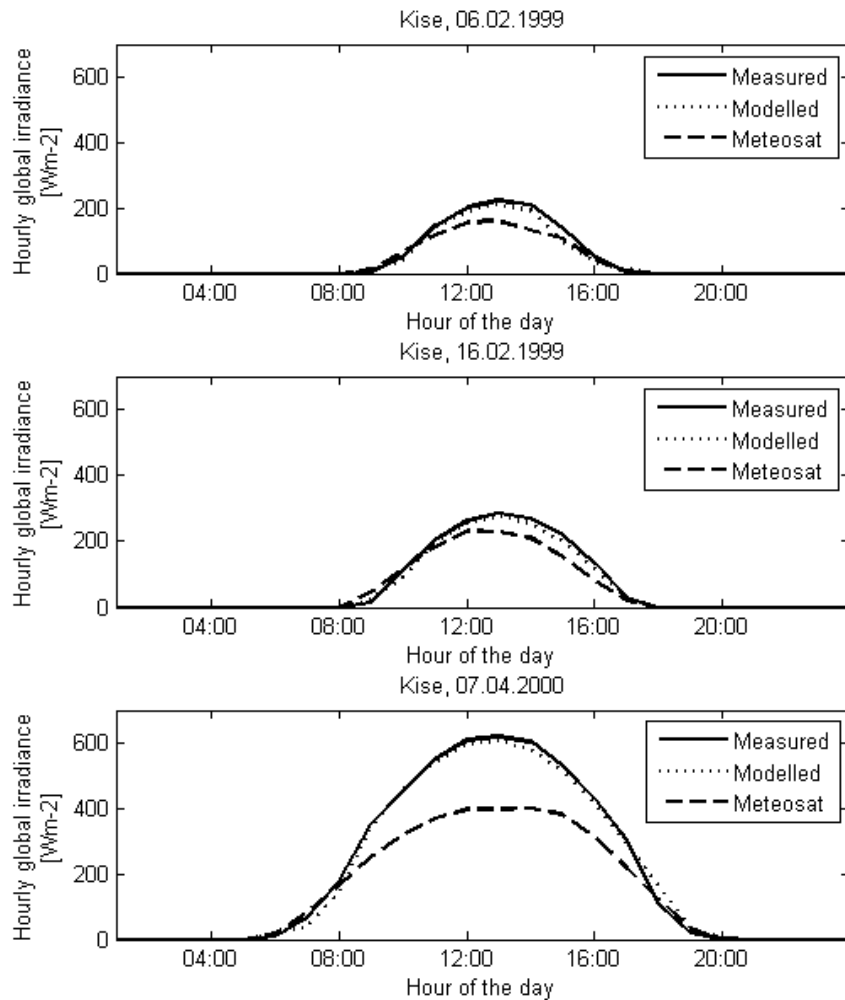 Kise, 06.02.1999
Hourly global irradiance
[Wm-2]
600
400
200
0
Measured
Modelled
Meteosat
04:00 08:00 12:00 16:00 20:00
Hour of the day
Kise, 16.02.1999
Hourly global irradiance
[Wm-2]
600
400
200
0
Measured
Modelled
Meteosat
04:00 08:00 12:00 16:00 20:00
Hour of the day
Kise, 07.04.2000
Hourly global irradiance
[Wm-2]
600
400
200
0
Measured
Modelled
Meteosat
04:00 08:00 12:00 16:00 20:00
Hour of the day